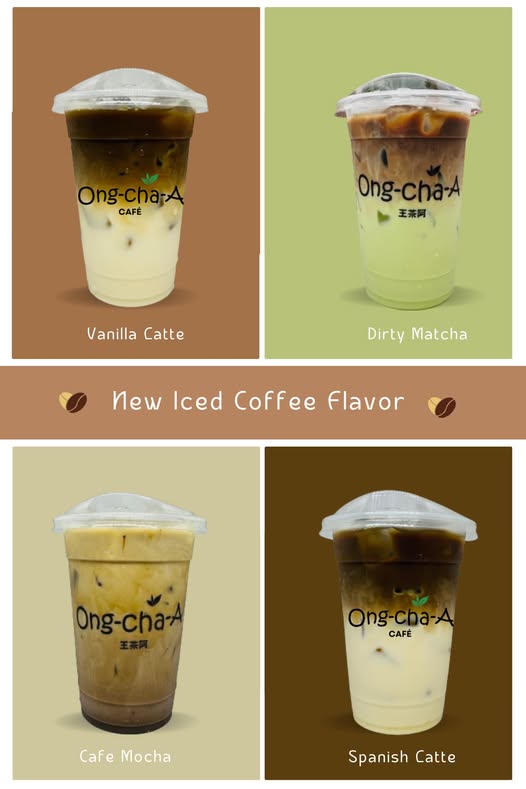 Ong-cha-A
CAFÉ
Vanilla Catte
Ong-cha-A
王茶阿
Dirty Matcha
New Iced Coffee Flavor
Ong-cha-A
王茶阿
Cafe Mocha
Ong-cha-A
CAFÉ
Spanish Catte